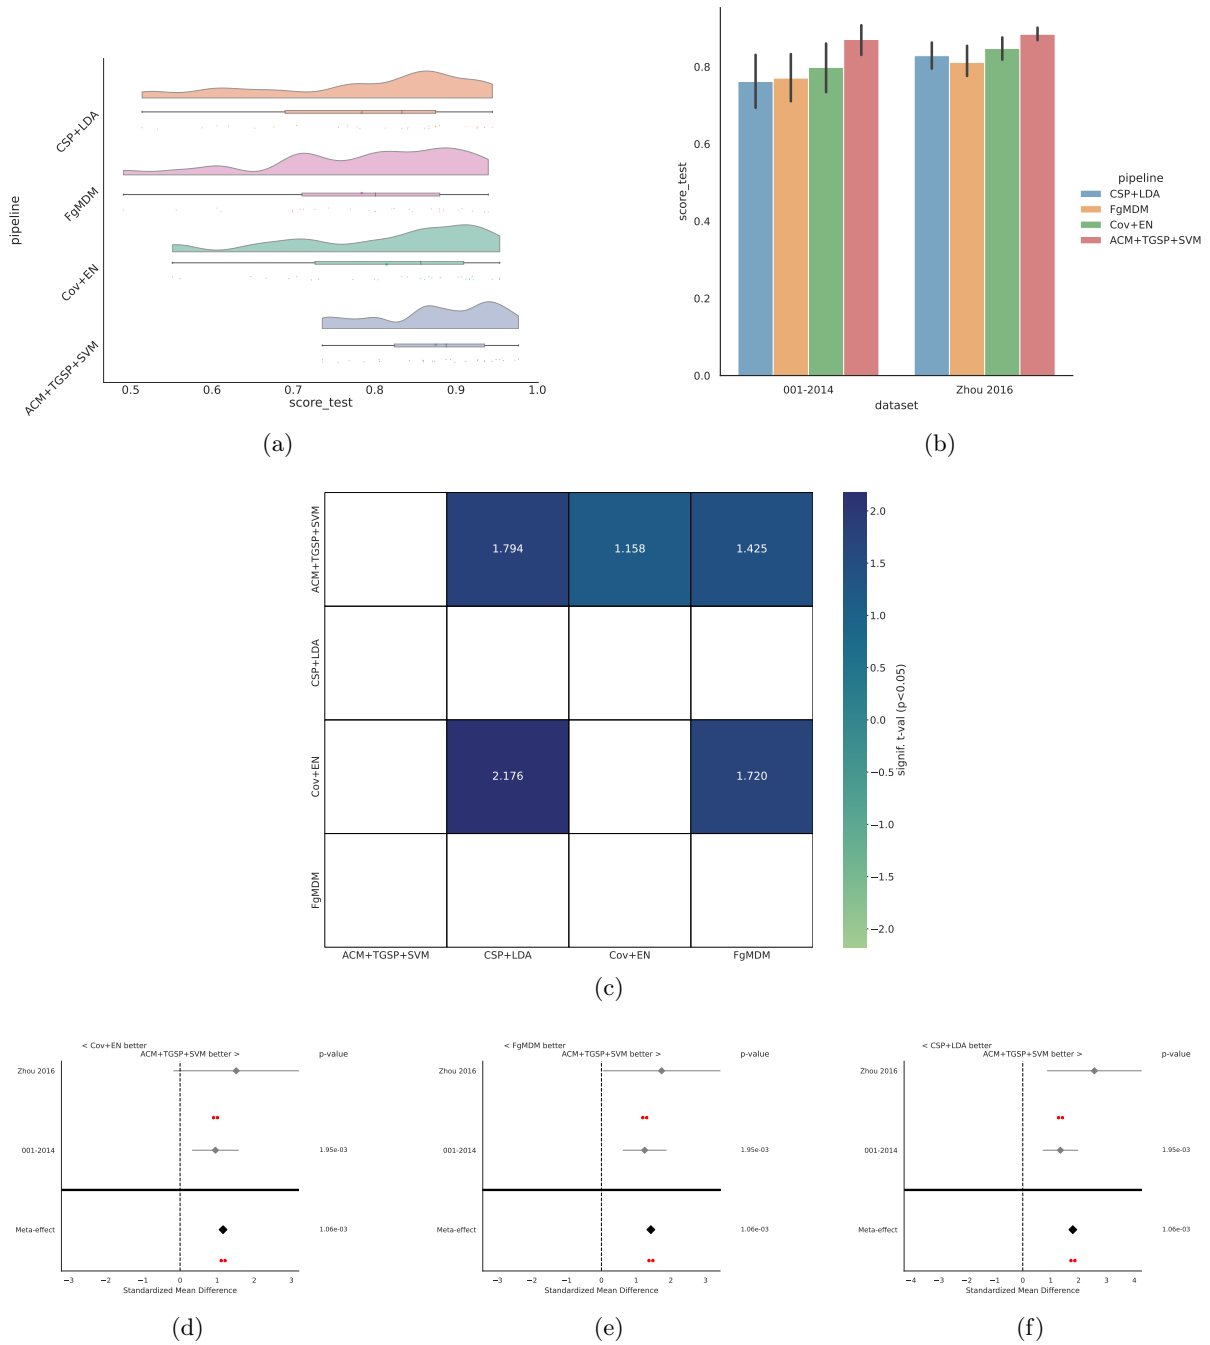 pipeline
CSP+LDA
FgMDM
Cov+EN
ACM+TGSP+SVM
0.5 0.6 0.7 0.8 0.9 1.0
score_test
(a)
score_test
0.8
0.6
0.4
0.2
0.0
001-2014 Zhou 2016
dataset
pipeline
CSP+LDA
FgMDM
Cov+EN
ACM+TGSP+SVM
(b)
ACM+TGSP+SVM
CSP+LDA
Cov+EN
FgMDM
1.794 1.158 1.425
2.176 1.720
ACM+TGSP+SVM CSP+LDA Cov+EN FgMDM
2.0
1.5
1.0
0.5
0.0
−0.5
−1.0
−1.5
−2.0
signif. t-val (p<0.05)
(c)
< Cov+EN better
ACM+TGSP+SVM better >
p-value
Zhou 2016
001-2014 1.95e-03
Meta-effect 1.06e-03
−3 −2 −1 0 1 2 3
Standardized Mean Difference
(d)
< FgMDM better
ACM+TGSP+SVM better >
p-value
Zhou 2016
001-2014 1.95e-03
Meta-effect 1.06e-03
−3 −2 −1 0 1 2 3
Standardized Mean Difference
(e)
< CSP+LDA better
ACM+TGSP+SVM better >
p-value
Zhou 2016
001-2014 1.95e-03
Meta-effect 1.06e-03
−4 −3 −2 −1 0 1 2 3 4
Standardized Mean Difference
(f)